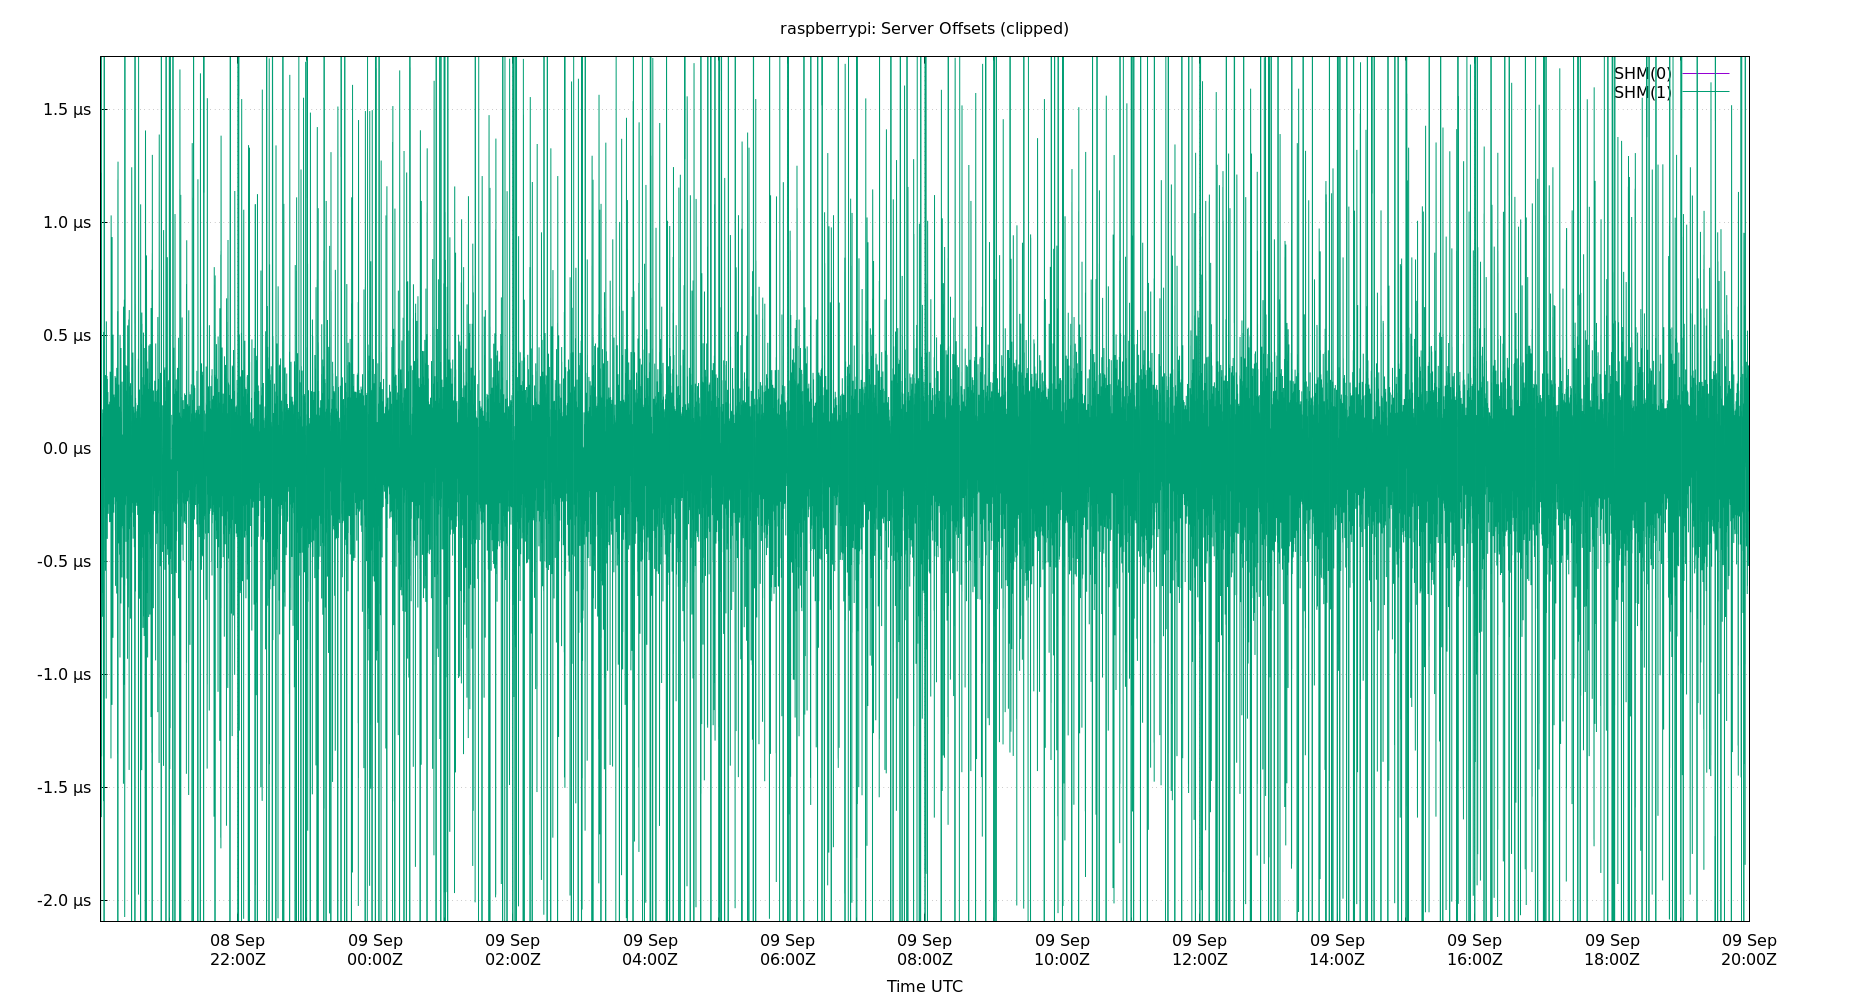 raspberrypi: Server Offsets (clipped)
SHM(0)
SHM(1)
1.5 µs
1.0 µs
0.5 µs
0.0 µs
-0.5 µs
-1.0 µs
-1.5 µs
-2.0 µs
08 Sep 09 Sep 09 Sep 09 Sep 09 Sep 09 Sep 09 Sep 09 Sep 09 Sep 09 Sep 09 Sep 09 Sep
22:00Z 00:00Z 02:00Z 04:00Z 06:00Z 08:00Z 10:00Z 12:00Z 14:00Z 16:00Z 18:00Z 20:00Z
Time UTC